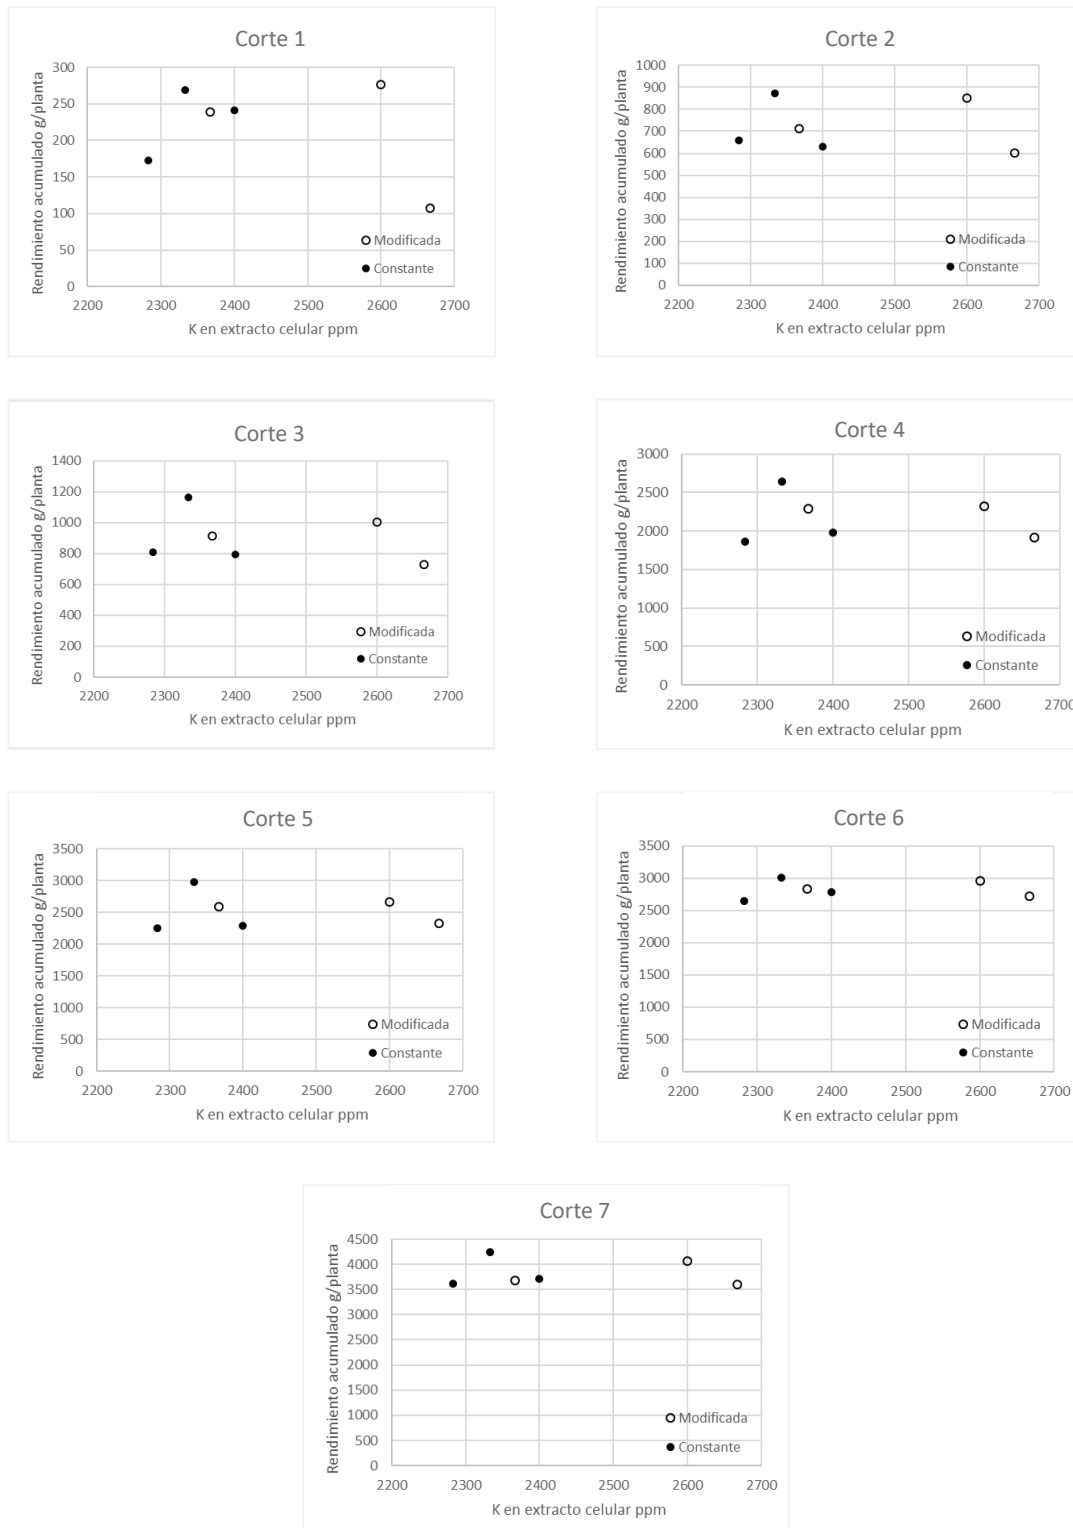 Corte 1
Rendimiento acumulado g/planta
300
250
200
150
100
50
0
2200 2300 2400 2500 2600 2700
K en extracto celular ppm
Modificada
Constante
Corte 2
Rendimiento acumulado g/planta
1000
900
800
700
600
500
400
300
200
100
0
2200 2300 2400 2500 2600 2700
K en extracto celular ppm
Modificada
Constante
Corte 3
Rendimiento acumulado g/planta
1400
1200
1000
800
600
400
200
0
2200 2300 2400 2500 2600 2700
K en extracto celular ppm
Modificada
Constante
Corte 4
Rendimiento acumulado g/planta
3000
2500
2000
1500
1000
500
0
2200 2300 2400 2500 2600 2700
K en extracto celular ppm
Modificada
Constante
Corte 5
Rendimiento acumulado g/planta
3500
3000
2500
2000
1500
1000
500
0
2200 2300 2400 2500 2600 2700
K en extracto celular ppm
Modificada
Constante
Corte 6
Rendimiento acumulado g/planta
3500
3000
2500
2000
1500
1000
500
0
2200 2300 2400 2500 2600 2700
K en extracto celular ppm
Modificada
Constante
Corte 7
Rendimiento acumulado g/planta
4500
4000
3500
3000
2500
2000
1500
1000
500
0
2200 2300 2400 2500 2600 2700
K en extracto celular ppm
Modificada
Constante